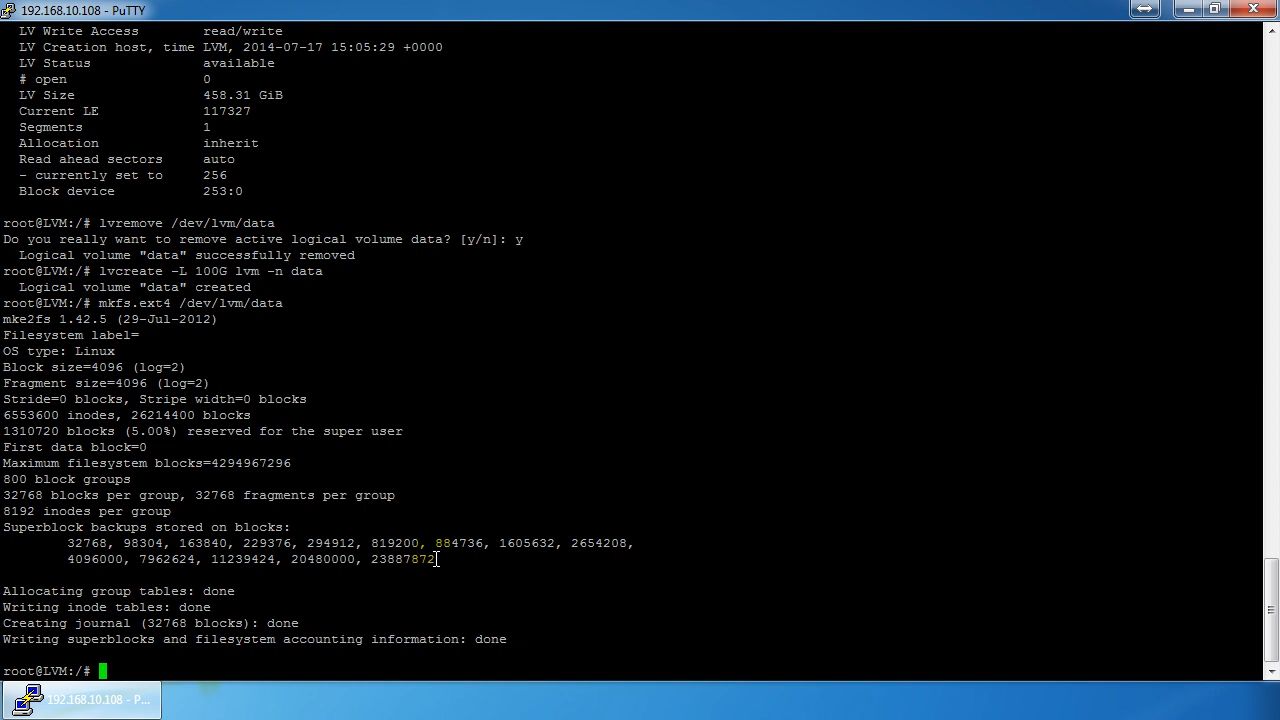 192.168.10.108 - PuTTY
LV Write Access read/write
LV Creation host, time LVM, 2014-07-17 15:05:29 +0000
LV Status available
# open 0
LV Size 458.31 GiB
Current LE 117327
Segments 1
Allocation inherit
Read ahead sectors auto
- currently set to 256
Block device 253:0
root@LVM:/# lvremove /dev/lvm/data
Do you really want to remove active logical volume data? [y/n]: y
Logical volume "data" successfully removed
root@LVM:/# lvcreate -L 100G lvm -n data
Logical volume "data" created
root@LVM:/# mkfs.ext4 /dev/lvm/data
mke2fs 1.42.5 (29-Jul-2012)
Filesystem label=
OS type: Linux
Block size=4096 (log=2)
Fragment size=4096 (log=2)
Stride=0 blocks, Stripe width=0 blocks
6553600 inodes, 26214400 blocks
1310720 blocks (5.00%) reserved for the super user
First data block=0
Maximum filesystem blocks=4294967296
800 block groups
32768 blocks per group, 32768 fragments per group
8192 inodes per group
Superblock backups stored on blocks:
32768, 98304, 163840, 229376, 294912, 819200, 884736, 1605632, 2654208,
4096000, 7962624, 11239424, 20480000, 23887872
Allocating group tables: done
Writing inode tables: done
Creating journal (32768 blocks): done
Writing superblocks and filesystem accounting information: done
root@LVM:/#
192.168.10.108 - P...